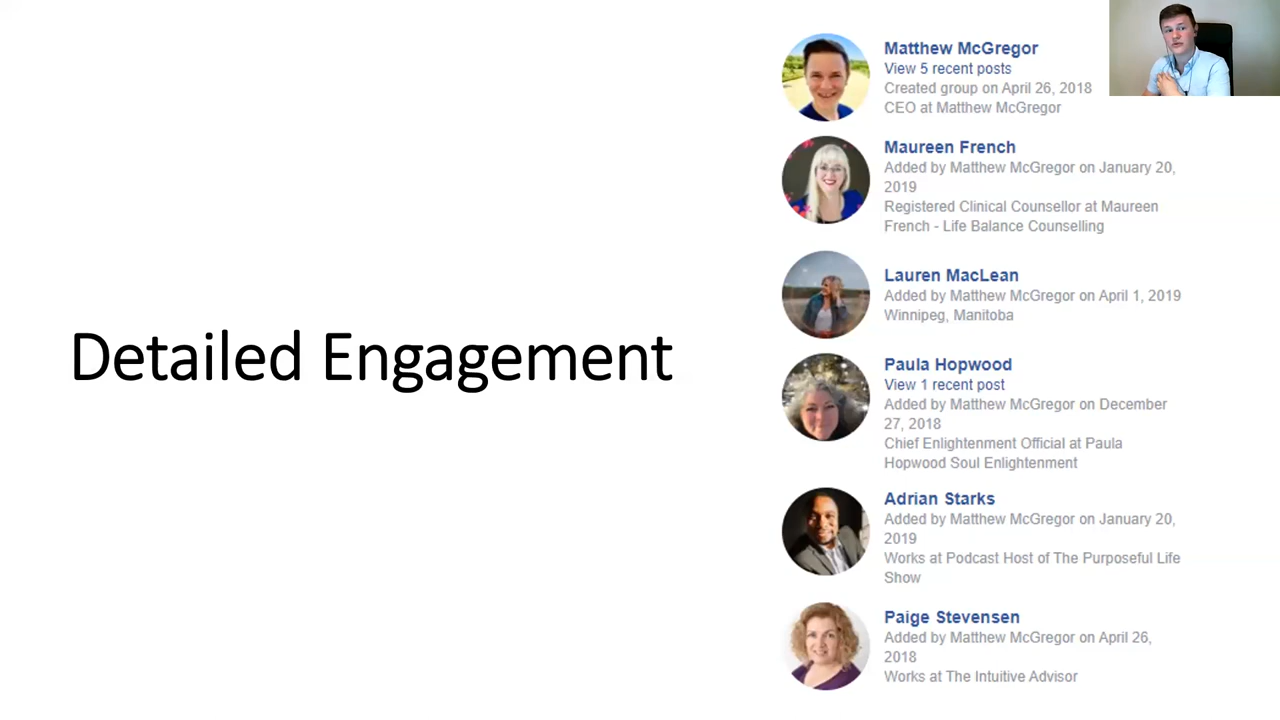 Detailed Engagement
Matthew McGregor
View 5 recent posts
Created group on April 26, 2018
CEO at Matthew McGregor
Maureen French
Added by Matthew McGregor on January 20,
2019
Registered Clinical Counsellor at Maureen
French - Life Balance Counselling
Lauren MacLean
Added by Matthew McGregor on April 1, 2019
Winnipeg, Manitoba
Paula Hopwood
View 1 recent post
Added by Matthew McGregor on December
27, 2018
Chief Enlightenment Official at Paula
Hopwood Soul Enlightenment
Adrian Starks
Added by Matthew McGregor on January 20,
2019
Works at Podcast Host of The Purposeful Life
Show
Paige Stevensen
Added by Matthew McGregor on April 26,
2018
Works at The Intuitive Advisor